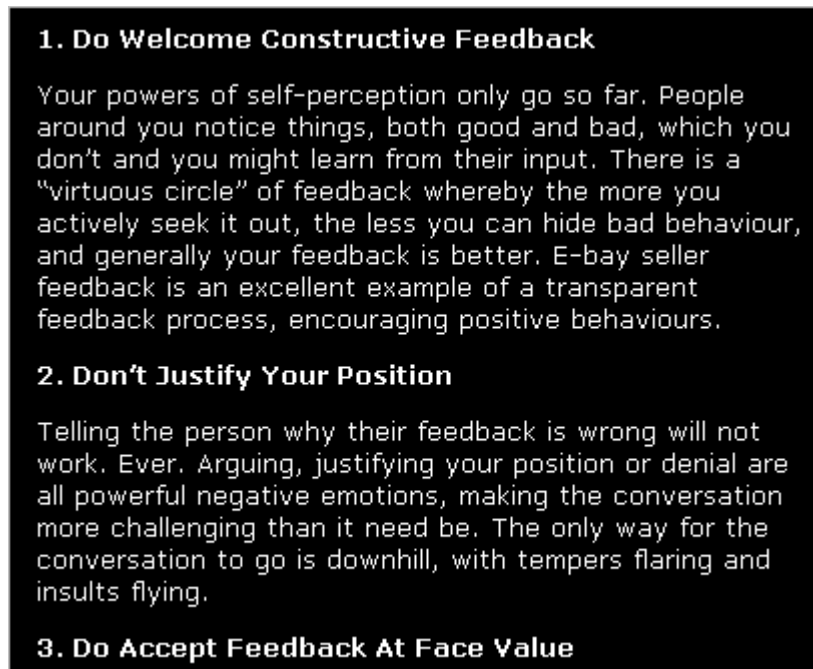 1. Do Welcome Constructive Feedback
Your powers of self-perception only go so far. People
around you notice things, both good and bad, which you
don't and you might learn from their input. There is a
“virtuous circle” of feedback whereby the more you
actively seek it out, the less you can hide bad behaviour,
and generally your feedback is better. E-bay seller
feedback is an excellent example of a transparent
feedback process, encouraging positive behaviours.
2. Don't Justify Your Position
Telling the person why their feedback is wrong will not
work. Ever. Arguing, justifying your position or denial are
all powerful negative emotions, making the conversation
more challenging than it need be. The only way for the
conversation to go is downhill, with tempers flaring and
insults flying.
3. Do Accept Feedback At Face Value